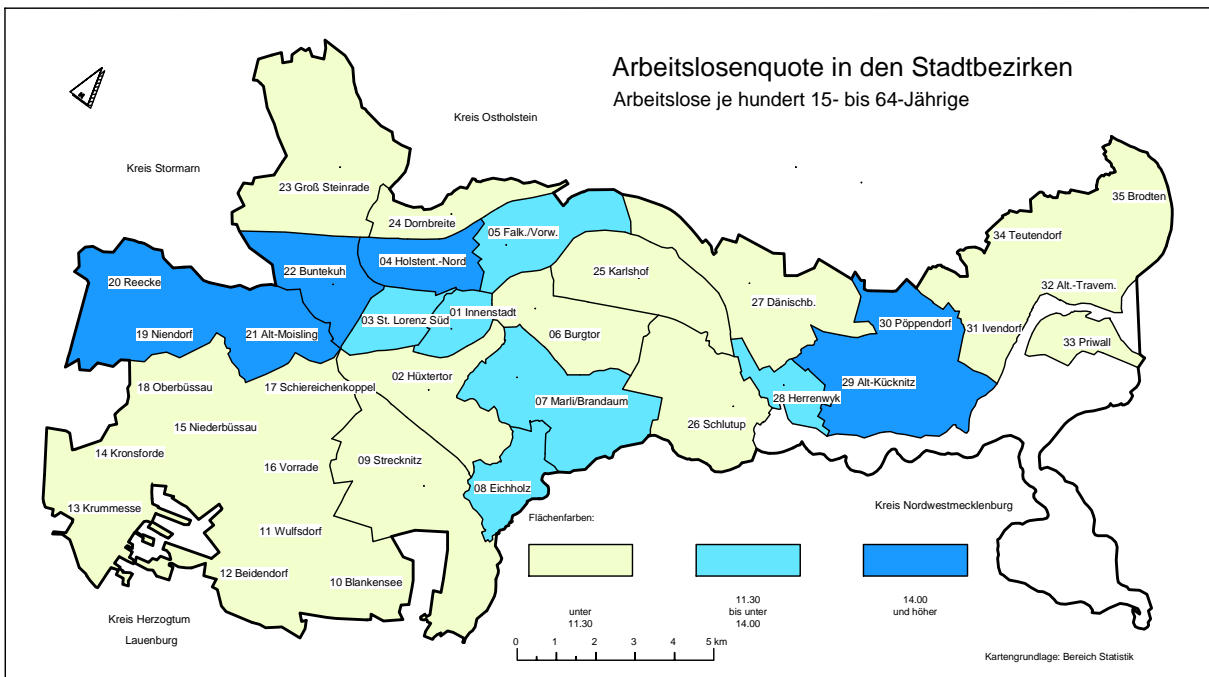 Arbeitslosenquote in den Stadtbezirken
Arbeitslose je hundert 15- bis 64-Jährige
Kreis Ostholstein
Kreis Stormarn
23 Groß Steinrade
35 Brodten
24 Dornbreite
05 Falk./Vorw.
34 Teutendorf
04 Holstent.-Nord
22 Buntekuh
25 Karlshof
20 Reecke
32 Alt.-Travem.
27 Dänischb.
01 Innenstadt
03 St. Lorenz Süd
30 Pöppendorf
19 Niendorf
21 Alt-Moisling
06 Burgtor
31 Ivendorf
33 Priwall
02 Hüxtertor
18 Oberbüssau
17 Schiereichenkoppel
29 Alt-Kücknitz
28 Herrenwyk
07 Marli/Brandaum
26 Schlutup
15 Niederbüssau
14 Kronsforde
16 Vorrade
09 Strecknitz
08 Eichholz
13 Krummesse
Kreis Nordwestmecklenburg
Flächenfarben:
11 Wulfsdorf
12 Beidendorf
10 Blankensee
unter
11.30
11.30
bis unter
14.00
14.00
und höher
Kreis Herzogtum
Lauenburg
0 1 2 3 4 5 km
Kartengrundlage: Bereich Statistik